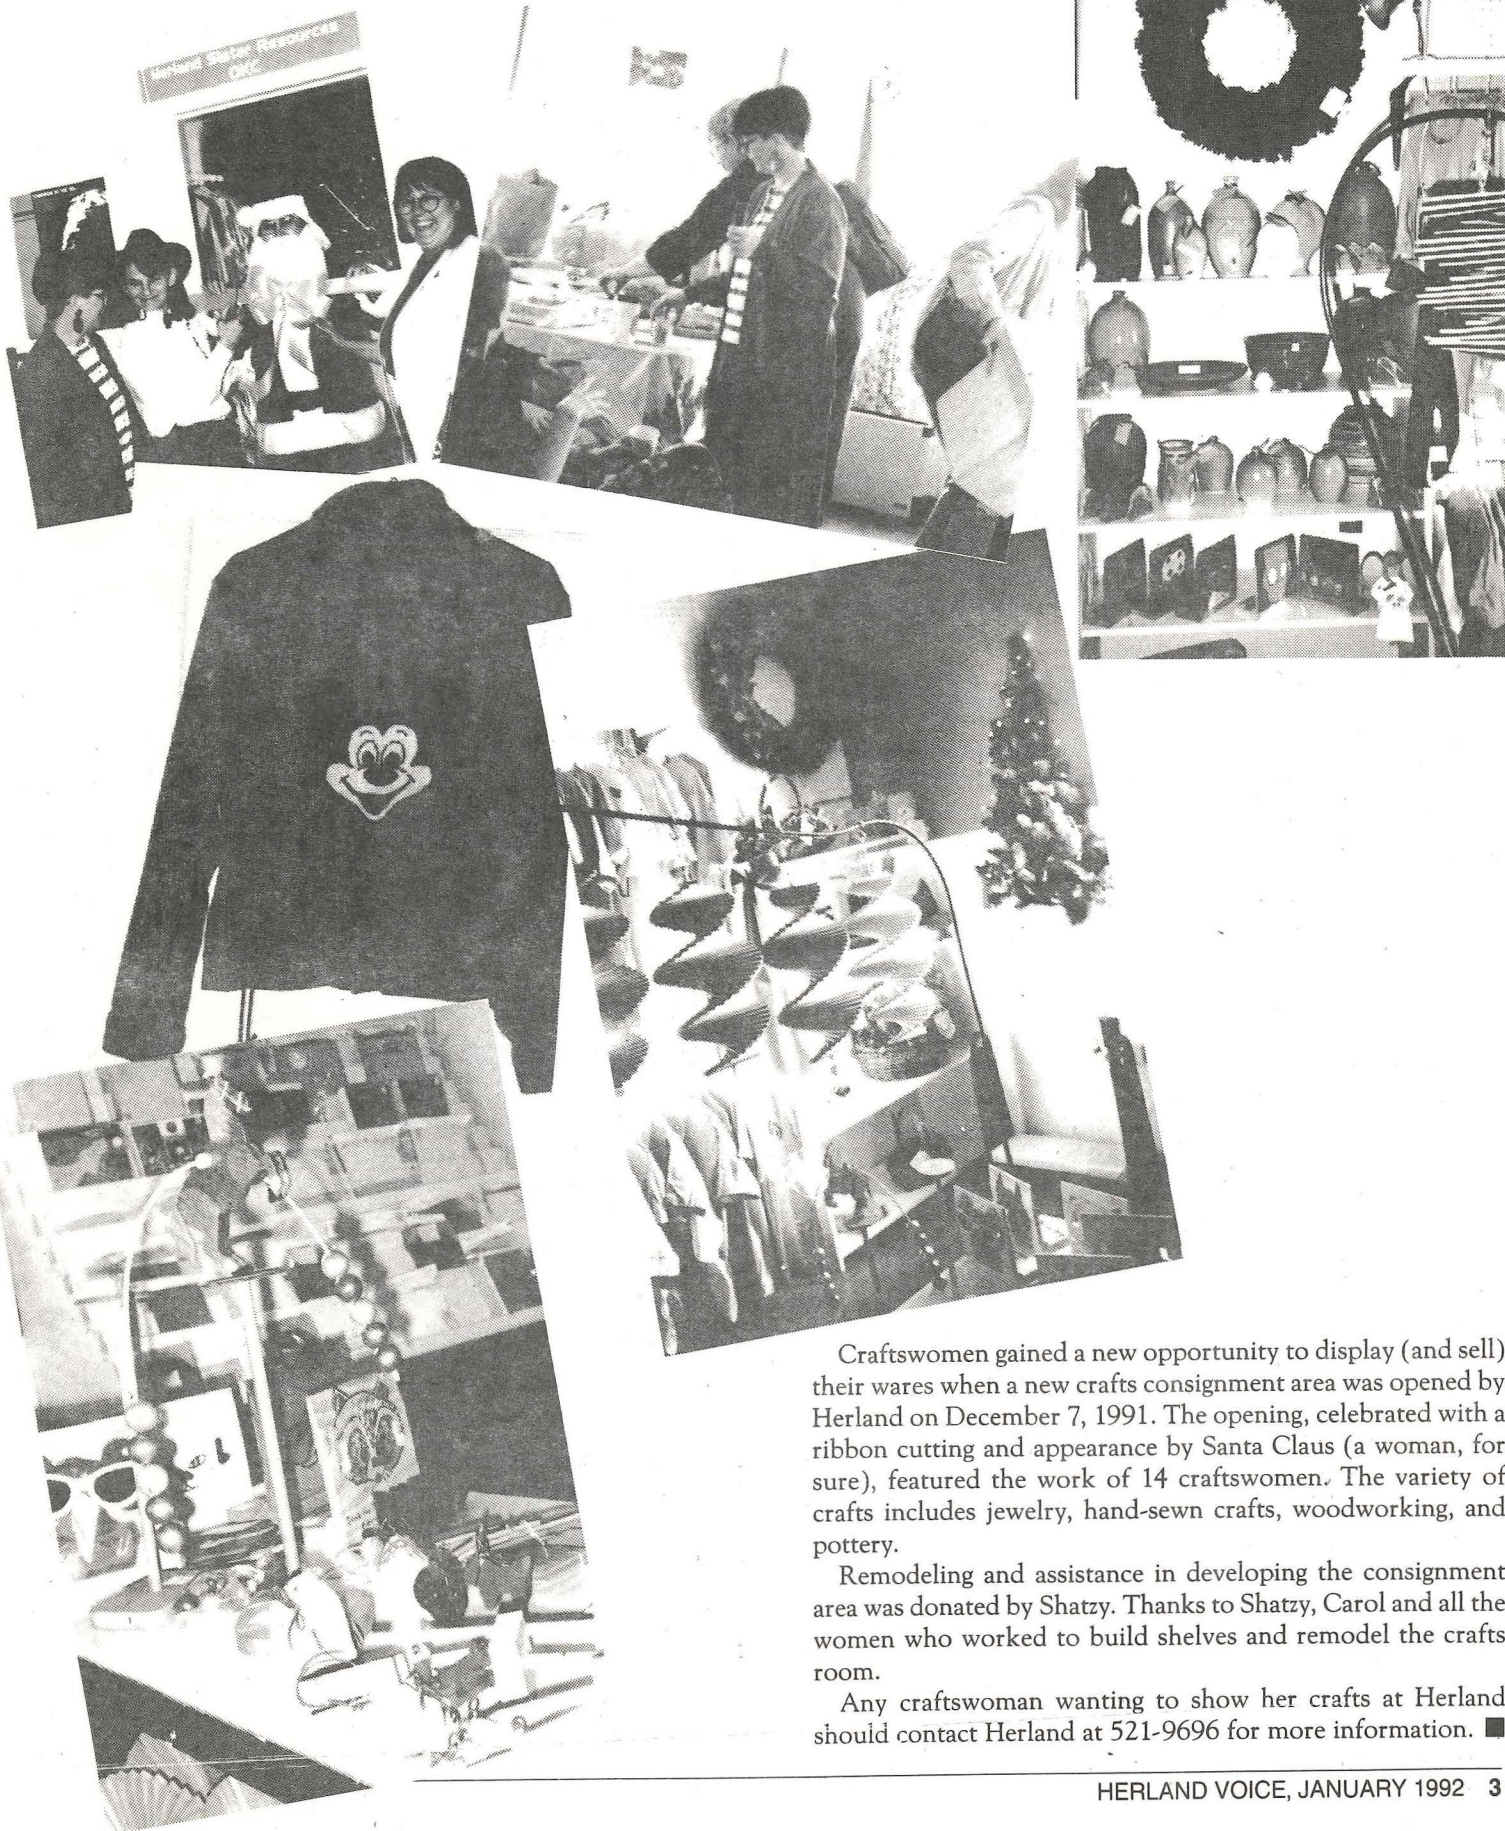 Herland Sister Resources
OKC
Craftswomen gained a new opportunity to display (and sell)
their wares when a new crafts consignment area was opened by
Herland on December 7, 1991. The opening, celebrated with a
ribbon cutting and appearance by Santa Claus (a woman, for
sure), featured the work of 14 craftswomen. The variety of
crafts includes jewelry, hand-sewn crafts, woodworking, and
pottery.
Remodeling and assistance in developing the consignment
area was donated by Shatzy. Thanks to Shatzy, Carol and all the
women who worked to build shelves and remodel the crafts
room.
Any craftswoman wanting to show her crafts at Herland
should contact Herland at 521-9696 for more information. ■
HERLAND VOICE, JANUARY 1992 3